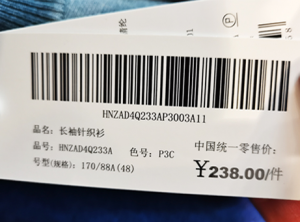 HNZAD4Q233AP3003A11
品名: 长袖针织衫
品号: HNZAD4Q233A
色号: P3C
号型(规格): 170/88A(48)
中国统一零售价:
¥238.00/件